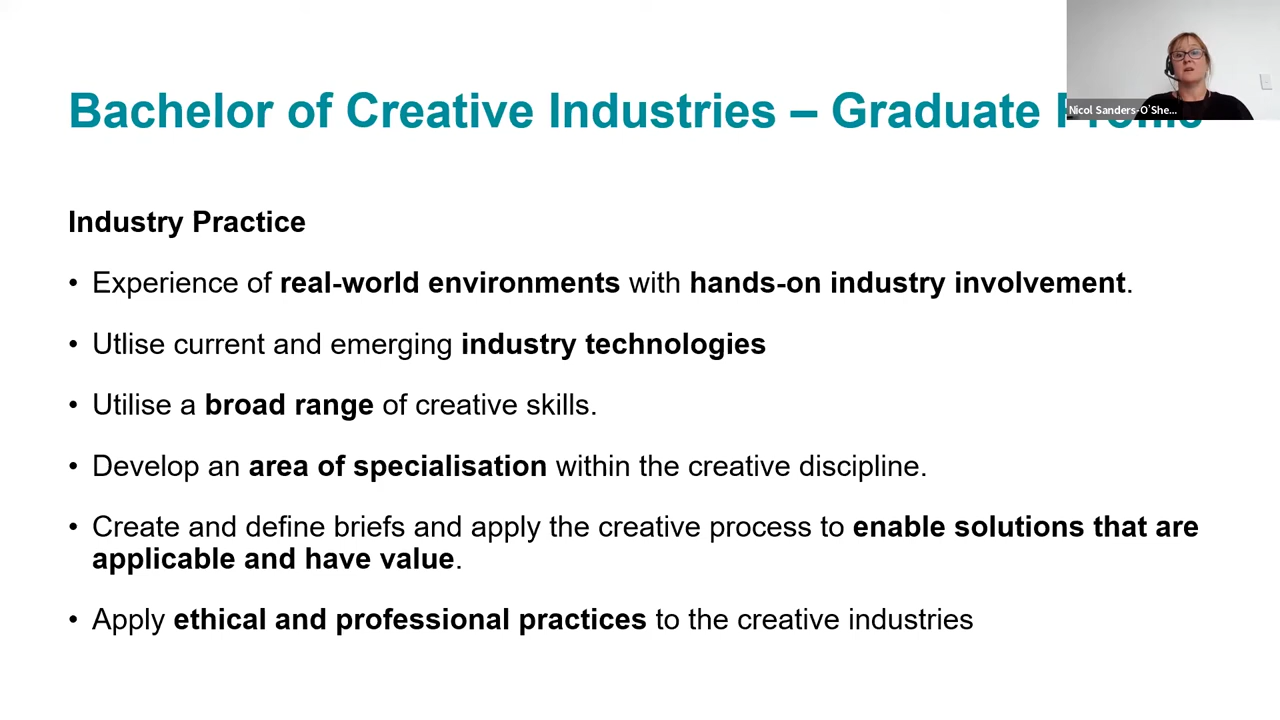 Bachelor of Creative Industries – Graduate
Nicol Sanders-O`She...
Industry Practice
• Experience of real-world environments with hands-on industry involvement.
• Utlise current and emerging industry technologies
• Utilise a broad range of creative skills.
• Develop an area of specialisation within the creative discipline.
• Create and define briefs and apply the creative process to enable solutions that are
applicable and have value.
• Apply ethical and professional practices to the creative industries